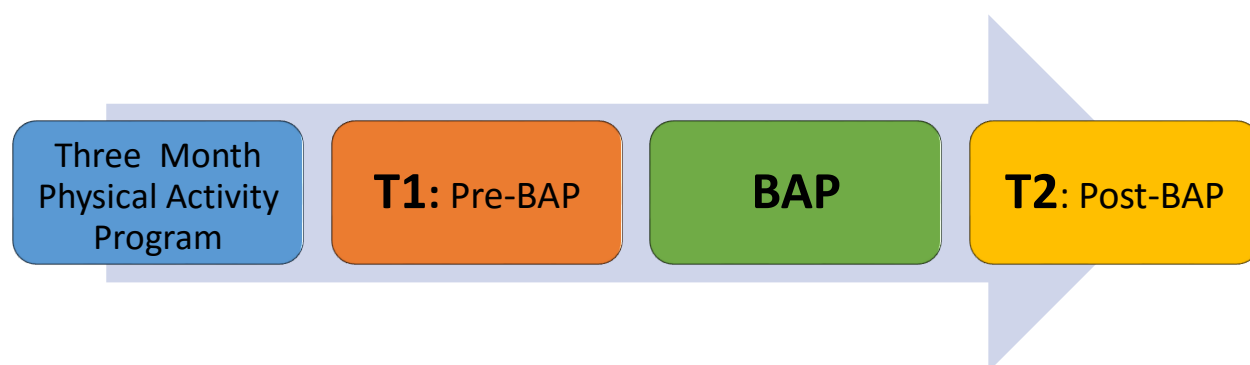 Three Month
Physical Activity
Program
T1: Pre-BAP
BAP
T2: Post-BAP